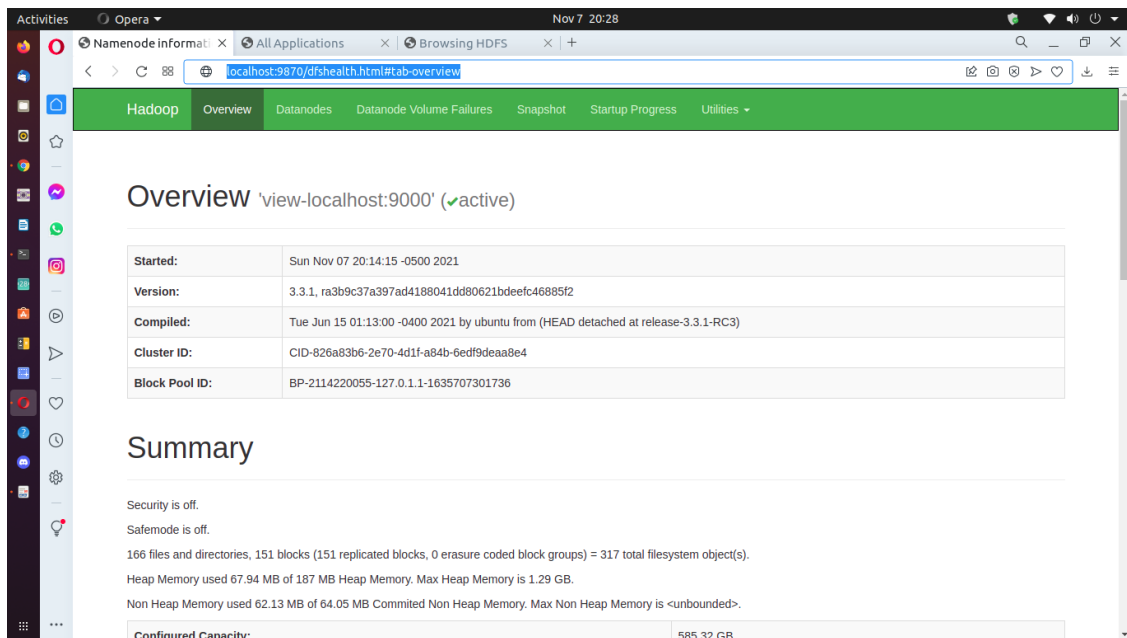 Activities Opera Nov 7 20:28
Namenode informati All Applications Browsing HDFS
localhost:9870/dfshealth.html#tab-overview
Hadoop Overview Datanodes Datanode Volume Failures Snapshot Startup Progress Utilities
Overview 'view-localhost:9000' (✔active)
Started: Sun Nov 07 20:14:15 -0500 2021
Version: 3.3.1, ra3b9c37a397ad4188041dd80621bdeefc46885f2
Compiled: Tue Jun 15 01:13:00 -0400 2021 by ubuntu from (HEAD detached at release-3.3.1-RC3)
Cluster ID: CID-826a83b6-2e70-4d1f-a84b-6edf9deaa8e4
Block Pool ID: BP-2114220055-127.0.1.1-1635707301736
Summary
Security is off.
Safemode is off.
166 files and directories, 151 blocks (151 replicated blocks, 0 erasure coded block groups) = 317 total filesystem object(s).
Heap Memory used 67.94 MB of 187 MB Heap Memory. Max Heap Memory is 1.29 GB.
Non Heap Memory used 62.13 MB of 64.05 MB Commited Non Heap Memory. Max Non Heap Memory is <unbounded>.
Configured Capacity: 585.32 GB